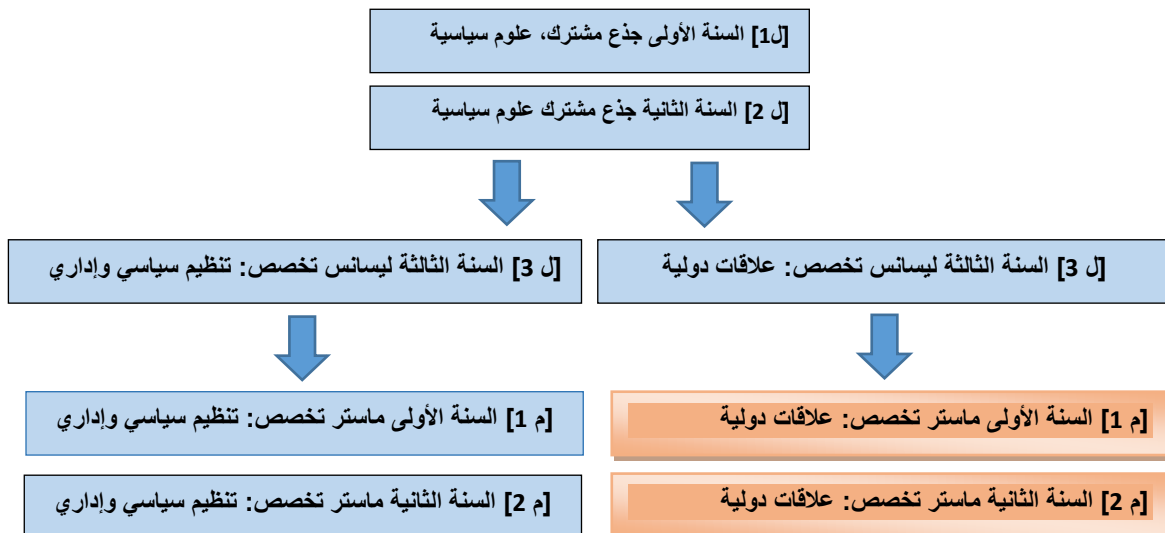 [ل1] السنة الأولى جذع مشترك، علوم سياسية
[ل 2] السنة الثانية جذع مشترك علوم سياسية
[ل 3] السنة الثالثة ليسانس تخصص: علاقات دولية
[ل 3] السنة الثالثة ليسانس تخصص: تنظيم سياسي وإداري
[م 1] السنة الأولى ماستر تخصص: علاقات دولية
[م 1] السنة الأولى ماستر تخصص: تنظيم سياسي وإداري
[م 2] السنة الثانية ماستر تخصص: علاقات دولية
[م 2] السنة الثانية ماستر تخصص: تنظيم سياسي وإداري